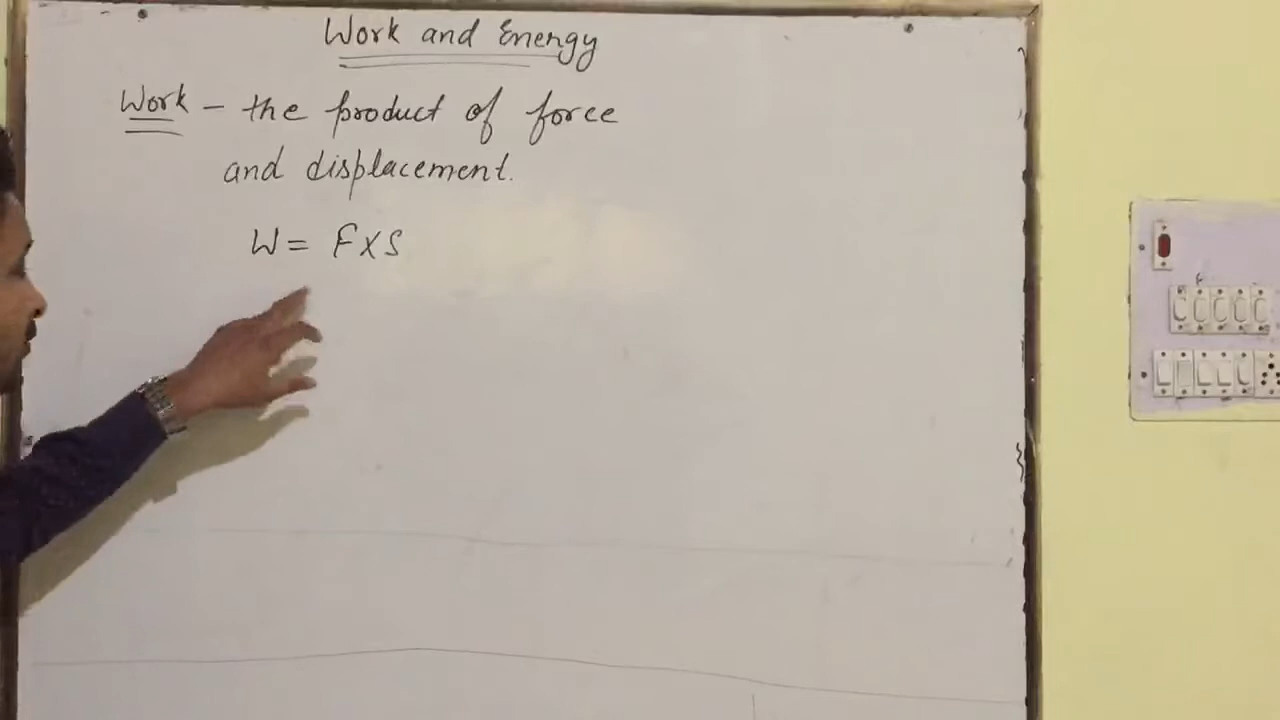 Work and Energy
Work – the product of force
and displacement.
W = F x S